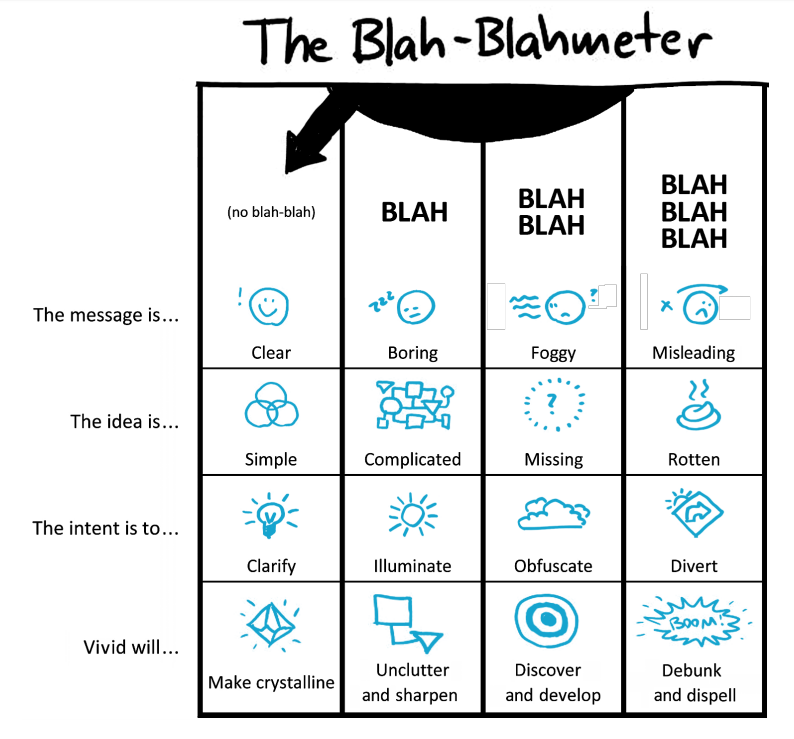 The Blah-Blahmeter
(no blah-blah)
BLAH
BLAH
BLAH
BLAH
BLAH
BLAH
The message is...
!
zzz
?
x
Clear
Boring
Foggy
Misleading
The idea is...
?
Simple
Complicated
Missing
Rotten
The intent is to...
Clarify
Illuminate
Obfuscate
Divert
Vivid will...
BOOM!
Make crystalline
Unclutter
and sharpen
Discover
and develop
Debunk
and dispell